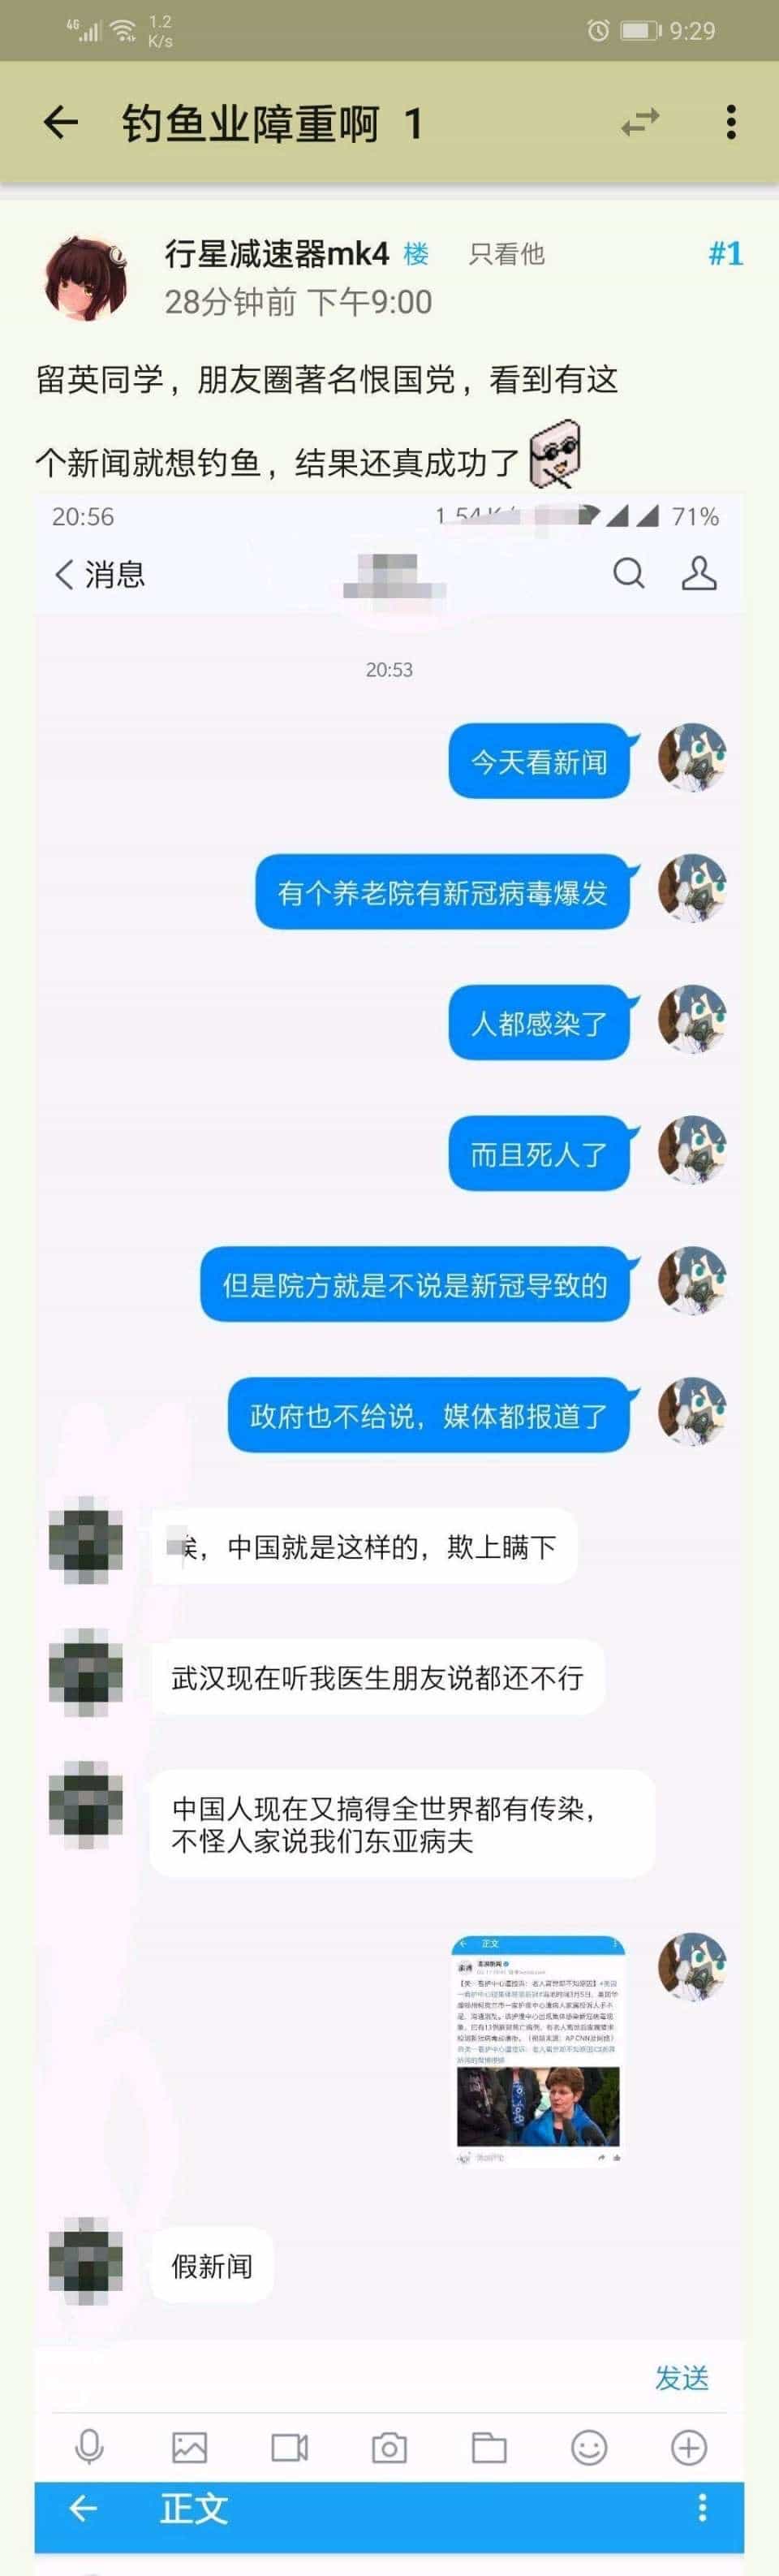 4G
1.2
K/s
9:29
钓鱼业障重啊 1
行星减速器mk4 楼 只看他 #1
28分钟前 下午9:00
留英同学，朋友圈著名恨国党，看到有这
个新闻就想钓鱼，结果还真成功了
20:56
71%
消息
20:53
今天看新闻
有个养老院有新冠病毒爆发
人都感染了
而且死人了
但是院方就是不说是新冠导致的
政府也不给说，媒体都报道了
，中国就是这样的，欺上瞒下
武汉现在听我医生朋友说都还不行
中国人现在又搞得全世界都有传染，
不怪人家说我们东亚病夫
正文
假新闻
发送
正文